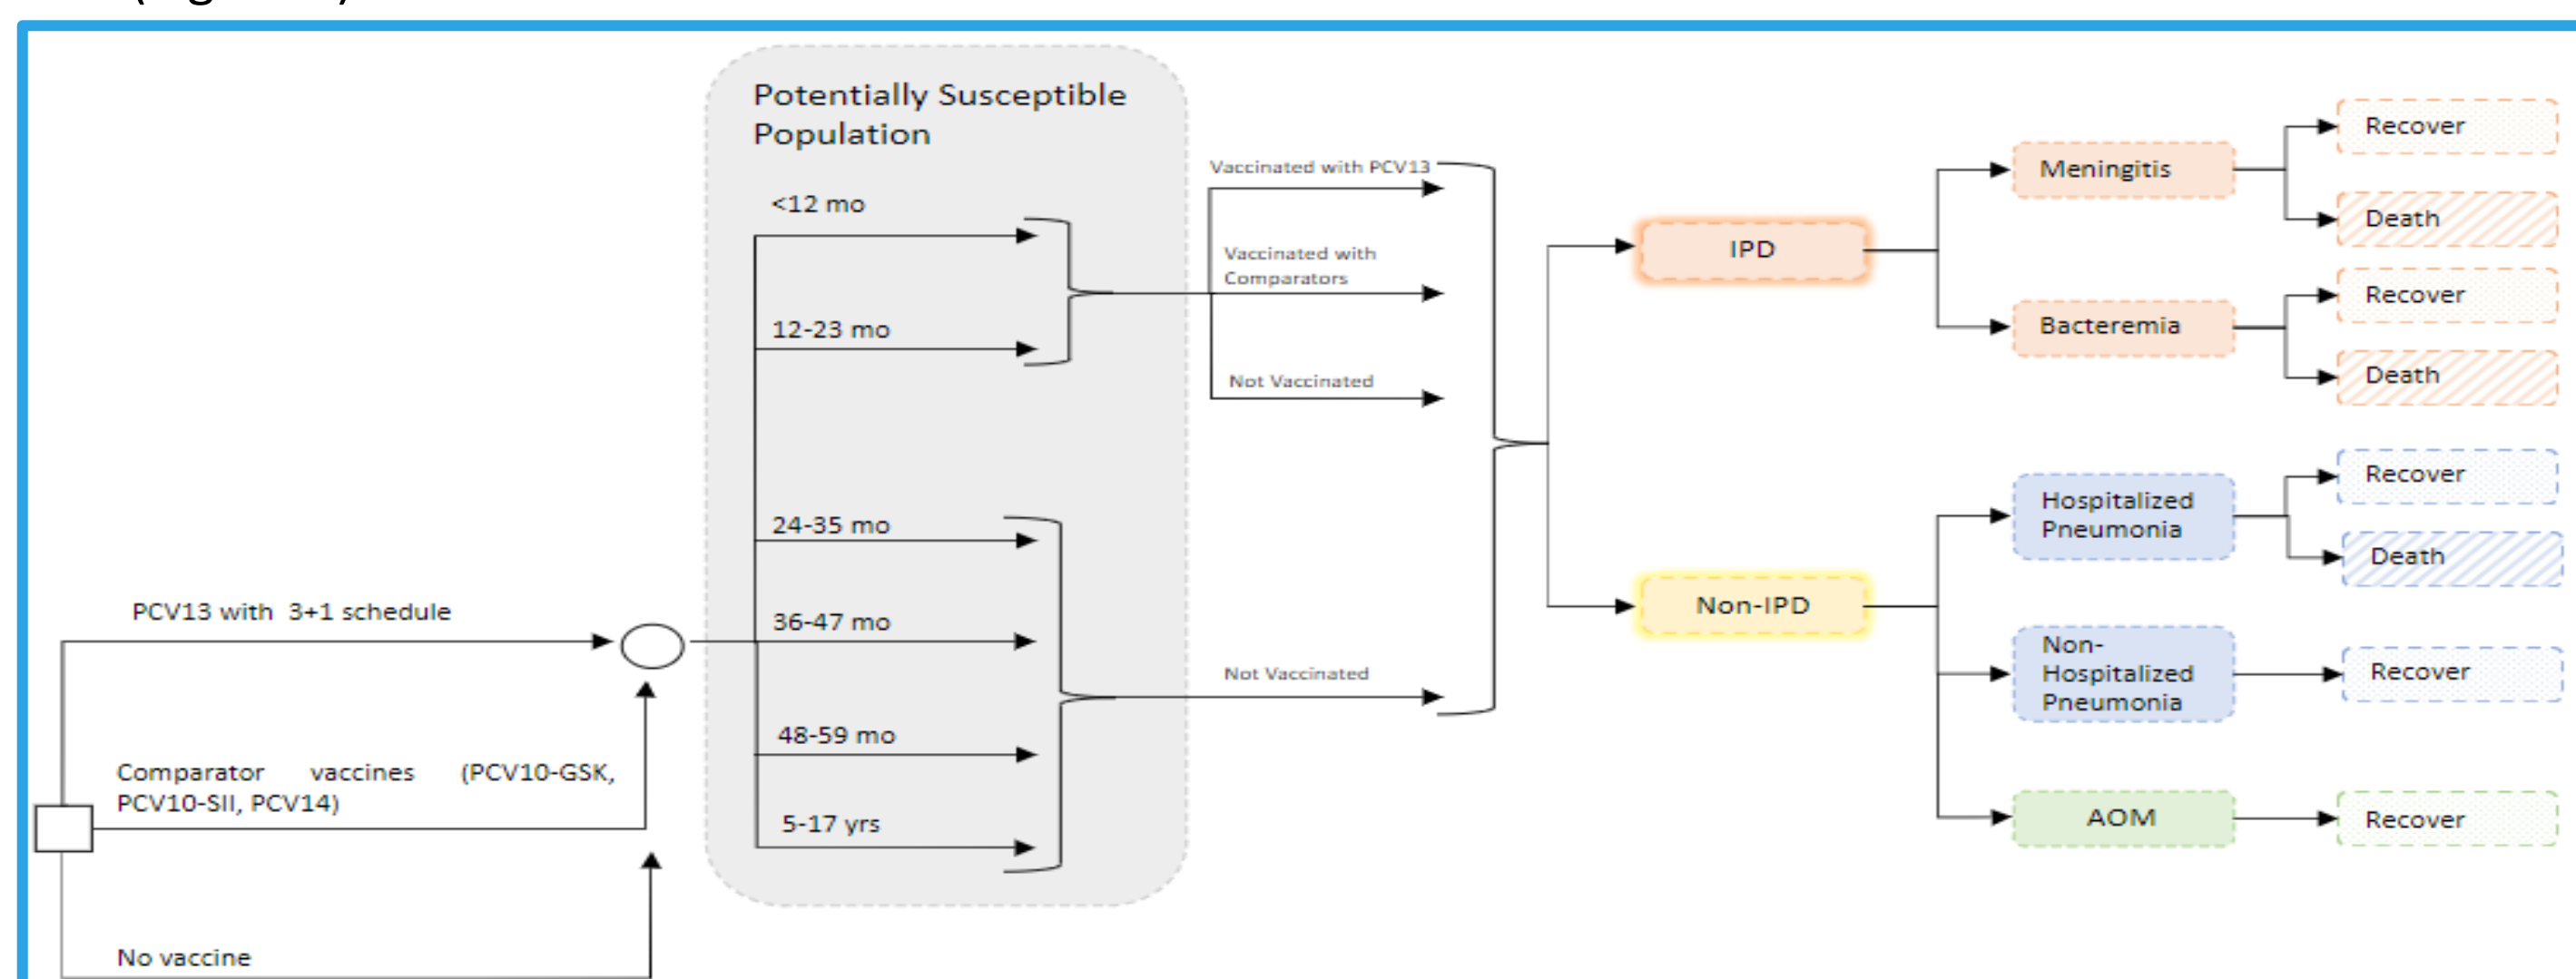 Potentially Susceptible
Population
<12 mo
12-23 mo
24-35 mo
36-47 mo
48-59 mo
5-17 yrs
PCV13 with 3+1 schedule
Comparator vaccines (PCV10-GSK,
PCV10-SII, PCV14)
No vaccine
Vaccinated with PCV13
Vaccinated with
Comparators
Not Vaccinated
Not Vaccinated
IPD
Non-IPD
Meningitis
Recover
Death
Bacteremia
Recover
Death
Hospitalized
Pneumonia
Recover
Death
Non-
Hospitalized
Pneumonia
Recover
AOM
Recover